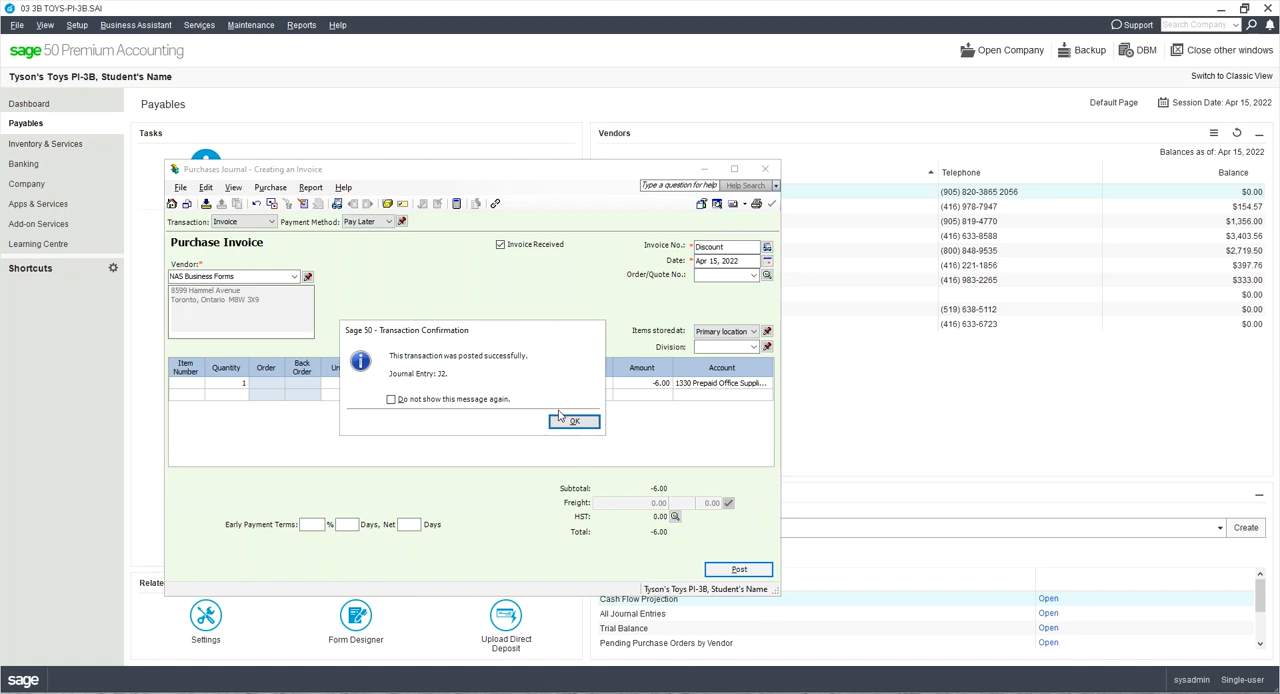 03 3B TOYS-PI-3B.SAI
File View Setup Business Assistant Services Maintenance Reports Help
Support Search Company
sage 50 Premium Accounting
Open Company Backup DBM Close other windows
Tyson's Toys PI-3B, Student's Name
Switch to Classic View
Dashboard
Payables
Inventory & Services
Banking
Company
Apps & Services
Add-on Services
Learning Centre
Shortcuts
Payables
Default Page Session Date: Apr 15, 2022
Tasks
Vendors
Balances as of: Apr 15, 2022
Telephone Balance
(905) 820-3865 2056 $0.00
(416) 978-7947 $154.57
(905) 819-4770 $1,356.00
(416) 633-8588 $3,403.56
(800) 848-9535 $2,719.50
(416) 221-1856 $397.76
(416) 983-2265 $333.00
$0.00
(519) 638-5112 $0.00
(416) 633-6723 $0.00
Purchases Journal - Creating an Invoice
File Edit View Purchase Report Help
Type a question for help Help Search
Transaction: Invoice Payment Method: Pay Later
Purchase Invoice
Invoice Received
Invoice No.: * Discount
Date: * Apr 15, 2022
Order/Quote No.:
Vendor:*
NAS Business Forms
8599 Hammel Avenue
Toronto, Ontario M8W 3X9
Items stored at: Primary location
Division:
Item Number Quantity Order Back Order Un Amount Account
1 -6.00 1330 Prepaid Office Suppli...
Sage 50 - Transaction Confirmation
This transaction was posted successfully.
Journal Entry: J2.
Do not show this message again.
OK
Subtotal: -6.00
Freight: 0.00 0.00
HST: 0.00
Total: -6.00
Early Payment Terms: % Days, Net Days
Post
Tyson's Toys PI-3B, Student's Name
Create
Relate
Settings
Form Designer
Upload Direct Deposit
Cash Flow Projection Open
All Journal Entries Open
Trial Balance Open
Pending Purchase Orders by Vendor Open
sage
sysadmin Single-user